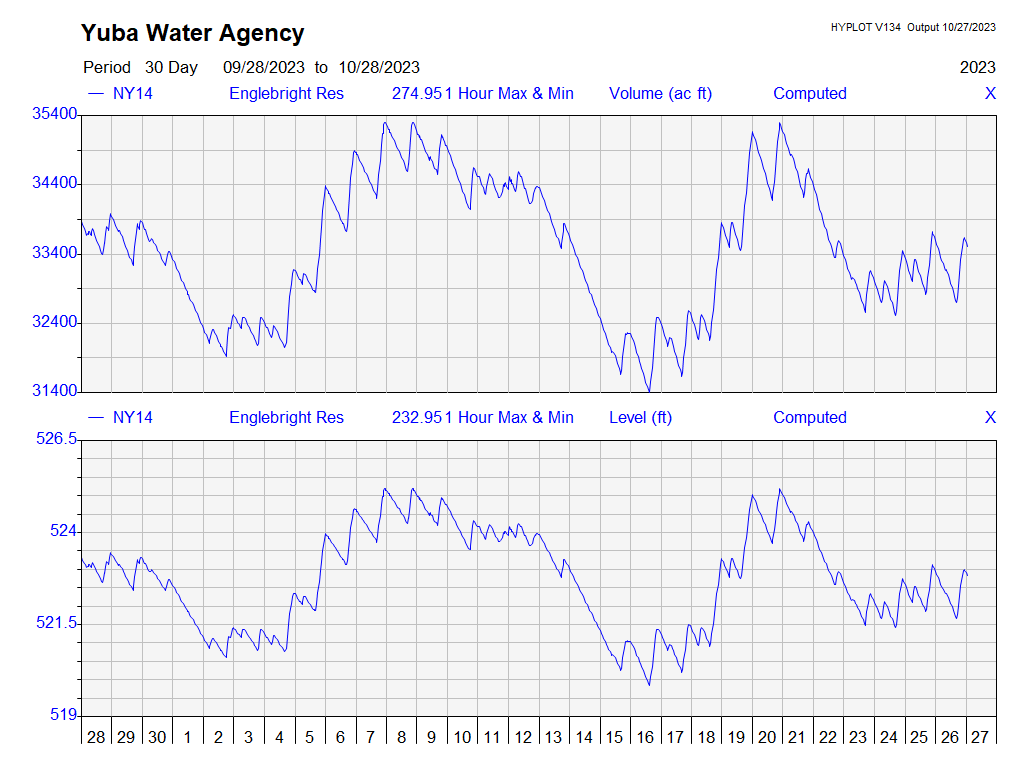 Yuba Water Agency
HYPLOT V134 Output 10/27/2023
Period 30 Day 09/28/2023 to 10/28/2023 2023
— NY14 Englebright Res 274.951 Hour Max & Min Volume (ac ft) Computed X
35400
34400
33400
32400
31400
— NY14 Englebright Res 232.951 Hour Max & Min Level (ft) Computed X
526.5
524
521.5
519
28 29 30 1 2 3 4 5 6 7 8 9 10 11 12 13 14 15 16 17 18 19 20 21 22 23 24 25 26 27